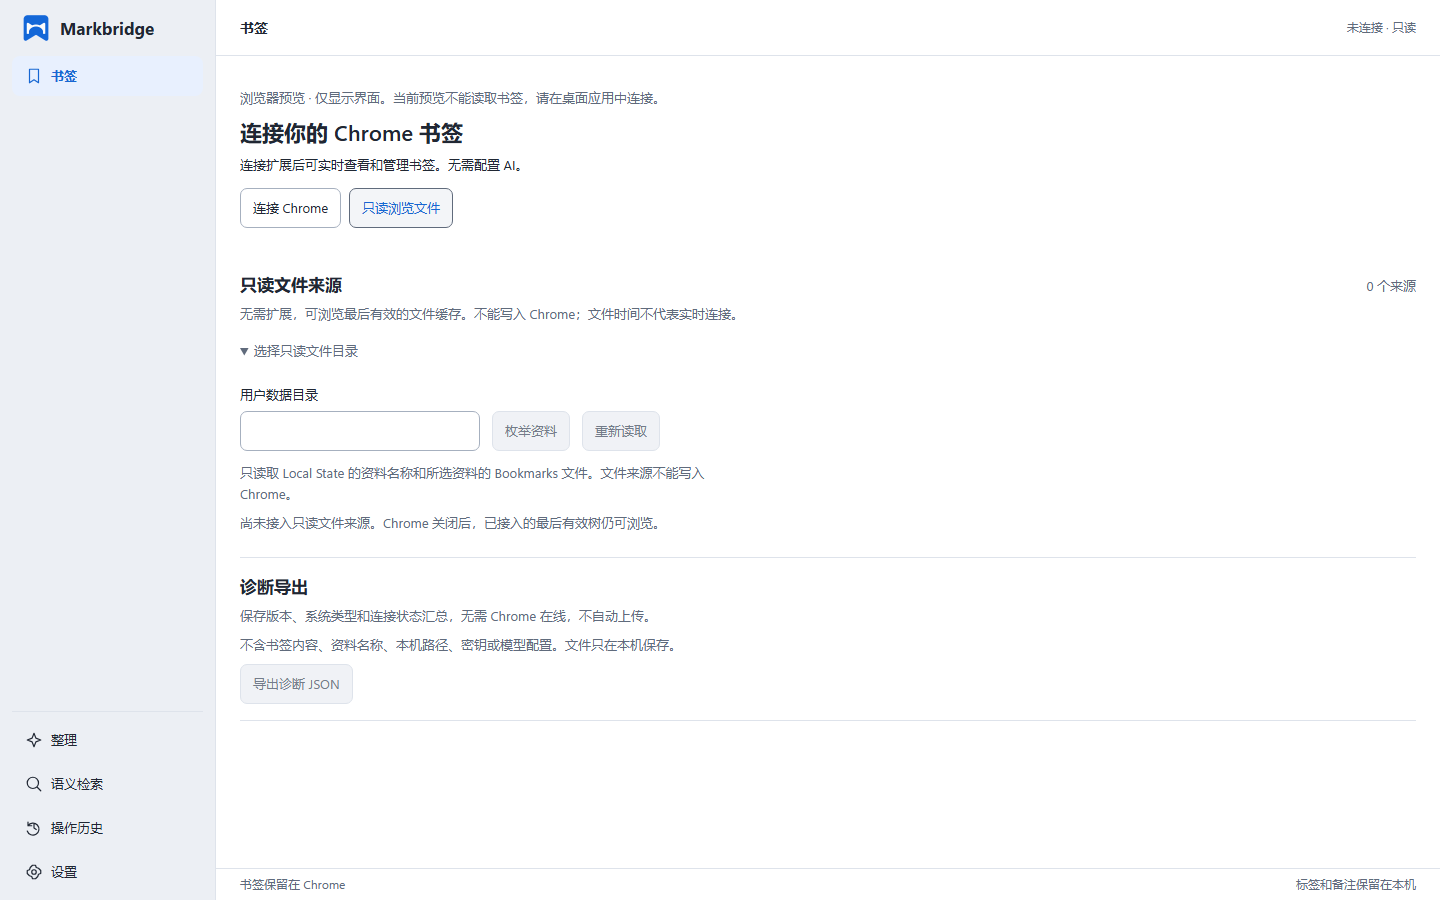 Markbridge
书签
整理
语义检索
操作历史
设置
书签
未连接 · 只读
浏览器预览 · 仅显示界面。当前预览不能读取书签，请在桌面应用中连接。
连接你的 Chrome 书签
连接扩展后可实时查看和管理书签。无需配置 AI。
连接 Chrome
只读浏览文件
只读文件来源
0 个来源
无需扩展，可浏览最后有效的文件缓存。不能写入 Chrome；文件时间不代表实时连接。
▼ 选择只读文件目录
用户数据目录
枚举资料
重新读取
只读取 Local State 的资料名称和所选资料的 Bookmarks 文件。文件来源不能写入
Chrome。
尚未接入只读文件来源。Chrome 关闭后，已接入的最后有效树仍可浏览。
诊断导出
保存版本、系统类型和连接状态汇总，无需 Chrome 在线，不自动上传。
不含书签内容、资料名称、本机路径、密钥或模型配置。文件只在本机保存。
导出诊断 JSON
书签保留在 Chrome
标签和备注保留在本机